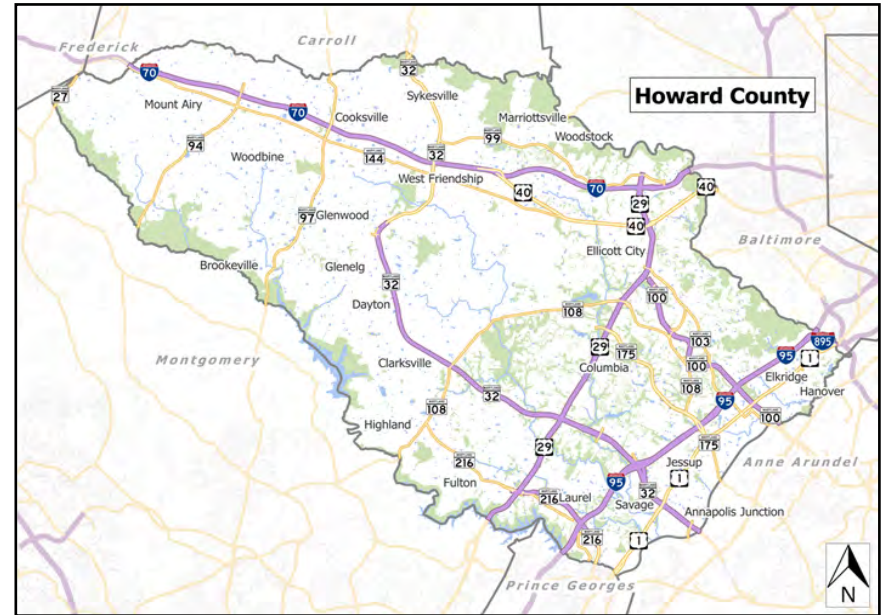 Carroll
Frederick
32
70
Howard County
27
Sykesville
Mount Airy
70
Cooksville
Marriottsville
99
Woodstock
94
32
Woodbine
144
West Friendship
40
70
29
40
97
Glenwood
40
Baltimore
Ellicott City
Brookeville
Glenelg
32
100
Dayton
108
103
895
29
175
95
1
Montgomery
Clarksville
Columbia
100
Elkridge
108
Hanover
32
95
108
100
Highland
29
175
216
Jessup
Anne Arundel
Fulton
95
1
216
Laurel
32
Savage
Annapolis Junction
216
1
Prince Georges
N